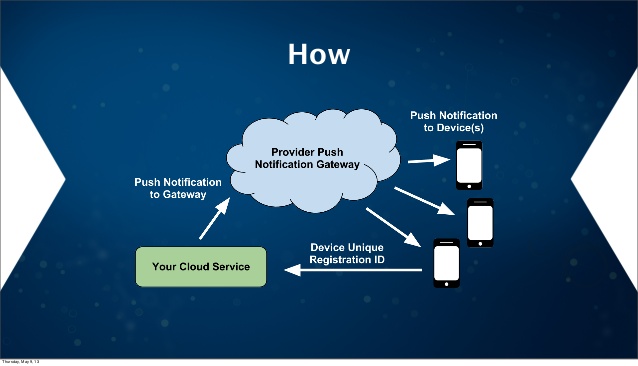 How
Push Notification
to Device(s)
Provider Push
Notification Gateway
Push Notification
to Gateway
Device Unique
Registration ID
Your Cloud Service
Thursday, May 9, 13